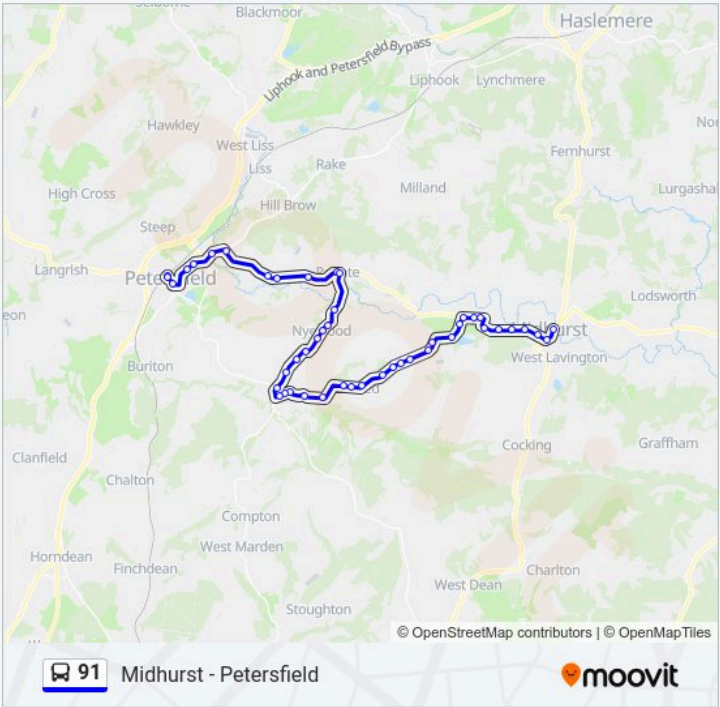 Blackmoor
Haslemere
Liphook and Petersfield Bypass
Liphook
Lynchmere
Hawkley
West Liss
Liss
Rake
Fernhurst
High Cross
Milland
Hill Brow
Steep
Langrish
Lodsworth
West Lavington
Buriton
Cocking
Graffham
Clanfield
Chalton
Compton
West Marden
Horndean
Finchdean
Charlton
West Dean
Stoughton
© OpenStreetMap contributors | © OpenMapTiles
91 Midhurst - Petersfield
moovit